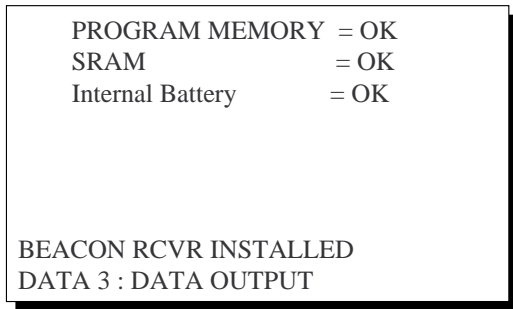 PROGRAM MEMORY = OK
SRAM = OK
Internal Battery = OK
BEACON RCVR INSTALLED
DATA 3 : DATA OUTPUT